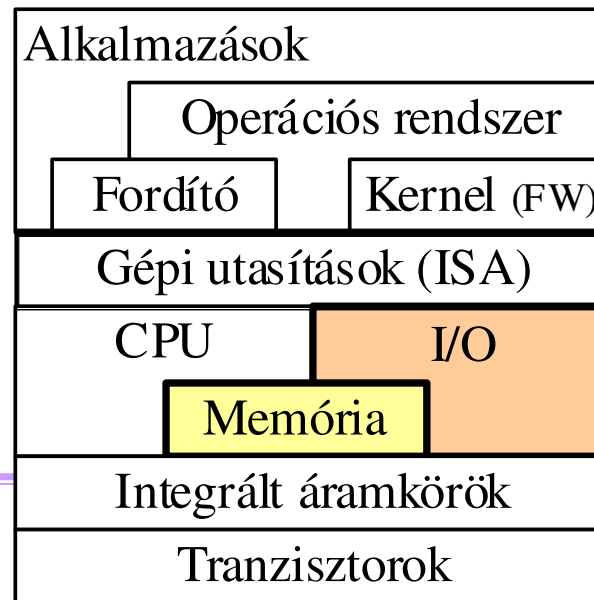 Alkalmazások
Operációs rendszer
Fordító
Kernel (FW)
Gépi utasítások (ISA)
CPU
I/O
Memória
Integrált áramkörök
Tranzisztorok